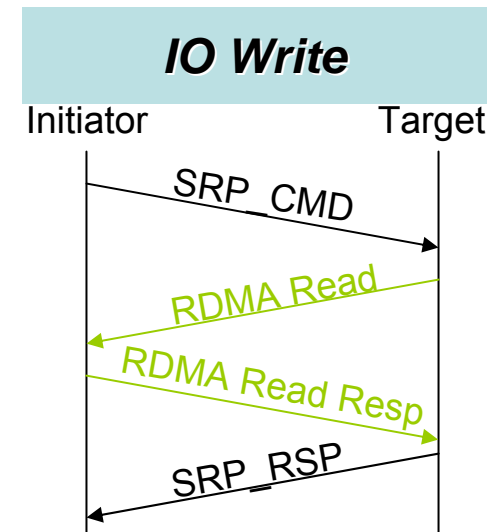 IO Write
Initiator Target
SRP_CMD
RDMA Read
RDMA Read Resp
SRP_RSP